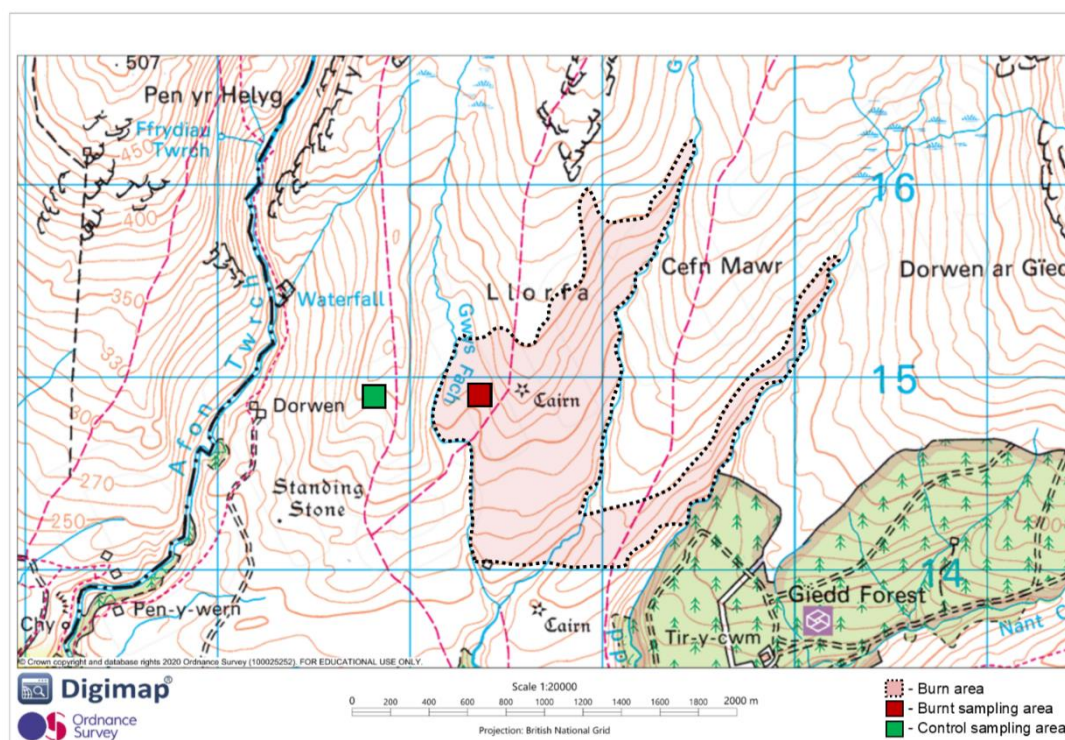 507
Pen yr Helyg
Ffrydiau
Twrch
450
400
350
330
300
270
250
Ty
G
16
Waterfall
Afon Twrch
Llorfa
Cefn Mawr
Dorwen ar Gïed
Gwys Fach
15
Dorwen
Cairn
Standing
Stone
14
Pen-y-wern
Chy
Cairn
Giedd Forest
Tir-y-cwm
Nant
© Crown copyright and database rights 2020 Ordnance Survey (100025252). FOR EDUCATIONAL USE ONLY.
Digimap®
Ordnance
Survey
Scale 1:20000
0 200 400 600 800 1000 1200 1400 1600 1800 2000 m
Projection: British National Grid
- Burn area
- Burnt sampling area
- Control sampling area